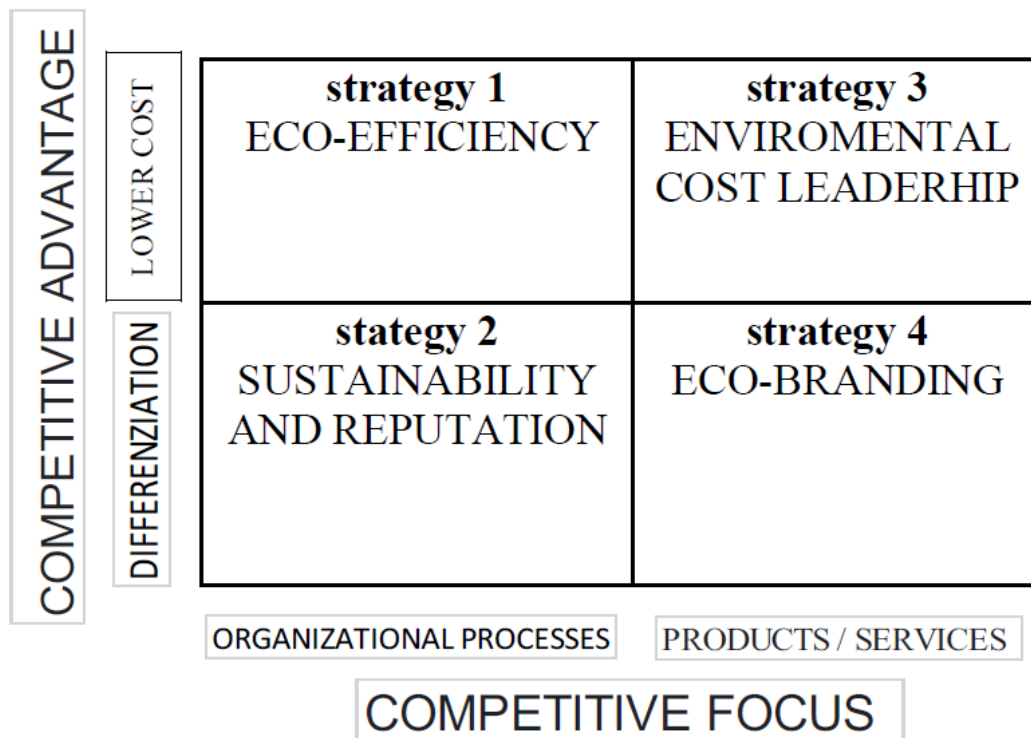 COMPETITIVE ADVANTAGE
LOWER COST
strategy 1
ECO-EFFICIENCY
strategy 3
ENVIROMENTAL
COST LEADERHIP
DIFFERENZIATION
stategy 2
SUSTAINABILITY
AND REPUTATION
strategy 4
ECO-BRANDING
ORGANIZATIONAL PROCESSES
PRODUCTS / SERVICES
COMPETITIVE FOCUS